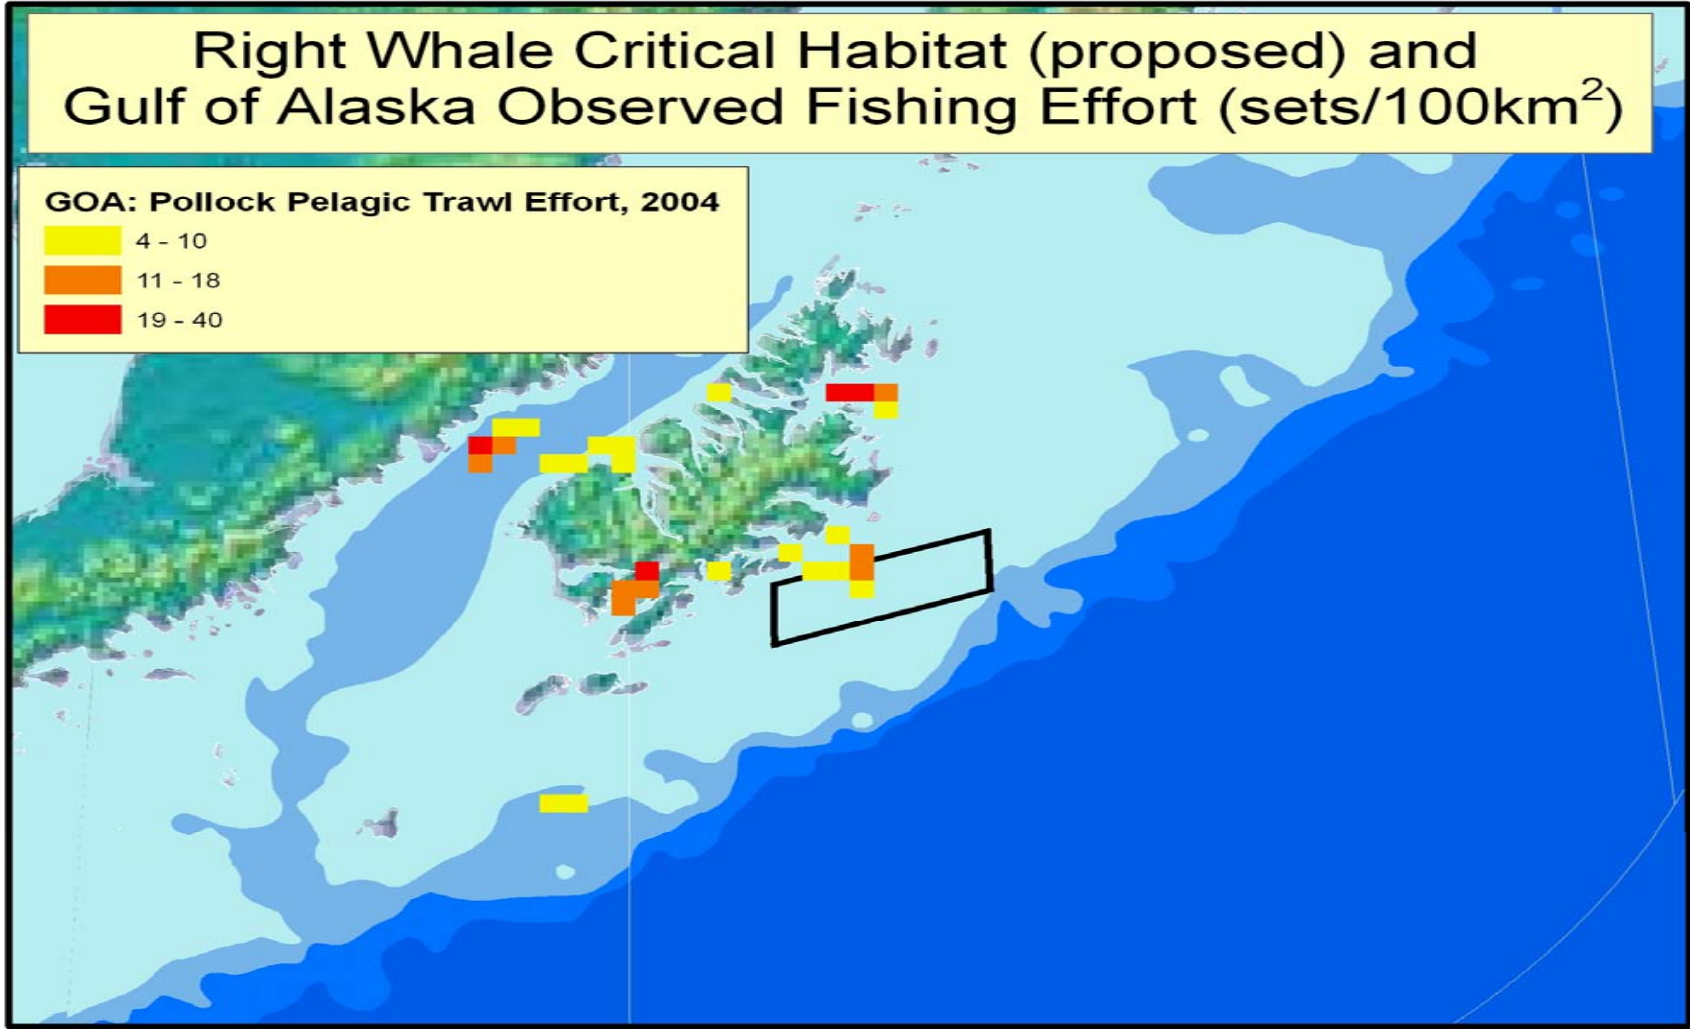 Right Whale Critical Habitat (proposed) and
Gulf of Alaska Observed Fishing Effort (sets/100km²)
GOA: Pollock Pelagic Trawl Effort, 2004
4 - 10
11 - 18
19 - 40